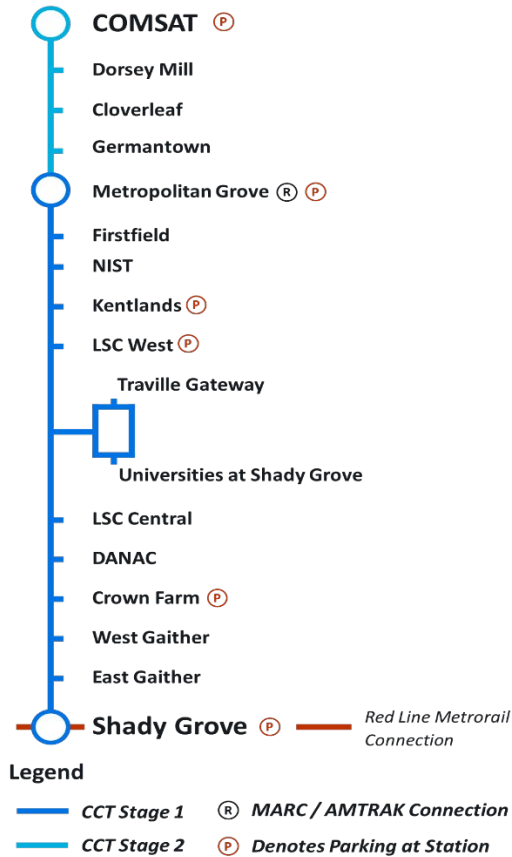 COMSAT P
Dorsey Mill
Cloverleaf
Germantown
Metropolitan Grove R P
Firstfield
NIST
Kentlands P
LSC West P
Traville Gateway
Universities at Shady Grove
LSC Central
DANAC
Crown Farm P
West Gaither
East Gaither
Shady Grove P
Red Line Metrorail
Connection
Legend
CCT Stage 1 R MARC / AMTRAK Connection
CCT Stage 2 P Denotes Parking at Station